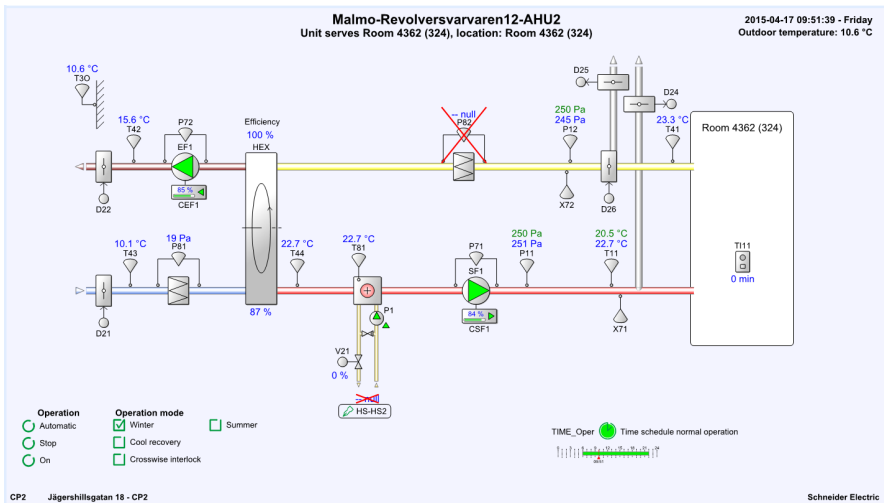 Malmo-Revolversvarvaren12-AHU2
Unit serves Room 4362 (324), location: Room 4362 (324)
2015-04-17 09:51:39 - Friday
Outdoor temperature: 10.6 °C
10.6 °C
T3O
15.6 °C
T42
P72
EF1
85 %
CEF1
D22
Efficiency
100 %
HEX
-- null
P82
250 Pa
245 Pa
P12
X72
D25
D24
D26
23.3 °C
T41
Room 4362 (324)
10.1 °C
T43
19 Pa
P81
D21
87 %
22.7 °C
T44
22.7 °C
T81
P1
V21
0 %
-- null
HS-HS2
P71
SF1
84 %
CSF1
250 Pa
251 Pa
P11
20.5 °C
22.7 °C
T11
X71
TI11
0 min
Operation
Automatic
Stop
On
Operation mode
Winter
Summer
Cool recovery
Crosswise interlock
TIME_Oper
Time schedule normal operation
CP2
Jägershillsgatan 18 - CP2
Schneider Electric